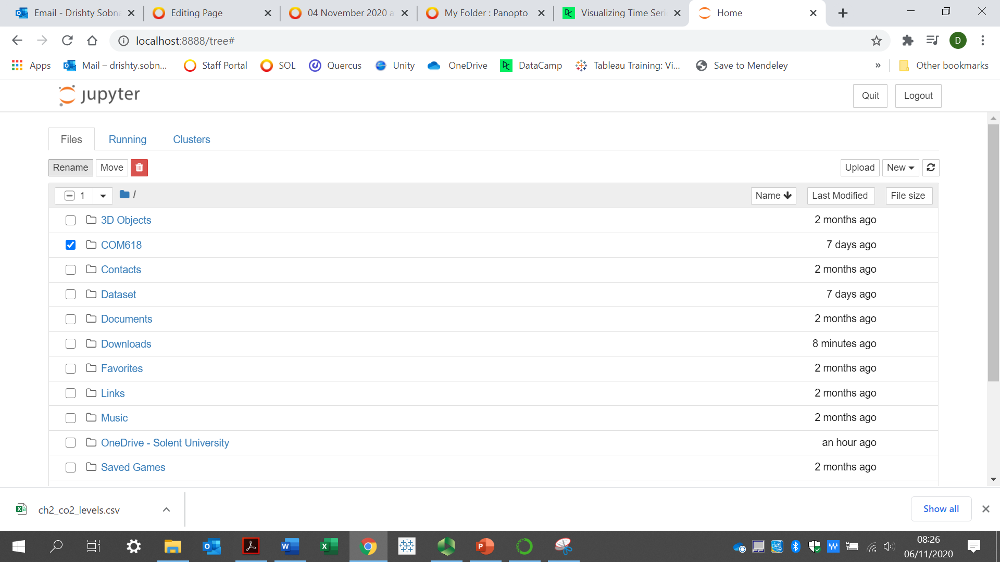 Email - Drishty Sobna
Editing Page
04 November 2020 a
My Folder : Panopto
Visualizing Time Seri
Home
localhost:8888/tree#
D
Apps
Mail – drishty.sobn...
Staff Portal
SOL
Quercus
Unity
OneDrive
DataCamp
Tableau Training: Vi...
Save to Mendeley
»
Other bookmarks
jupyter
Quit
Logout
Files
Running
Clusters
Rename
Move
Upload
New
1
/
Name
Last Modified
File size
3D Objects 2 months ago
COM618 7 days ago
Contacts 2 months ago
Dataset 7 days ago
Documents 2 months ago
Downloads 8 minutes ago
Favorites 2 months ago
Links 2 months ago
Music 2 months ago
OneDrive - Solent University an hour ago
Saved Games 2 months ago
ch2_co2_levels.csv
Show all
08:26
06/11/2020